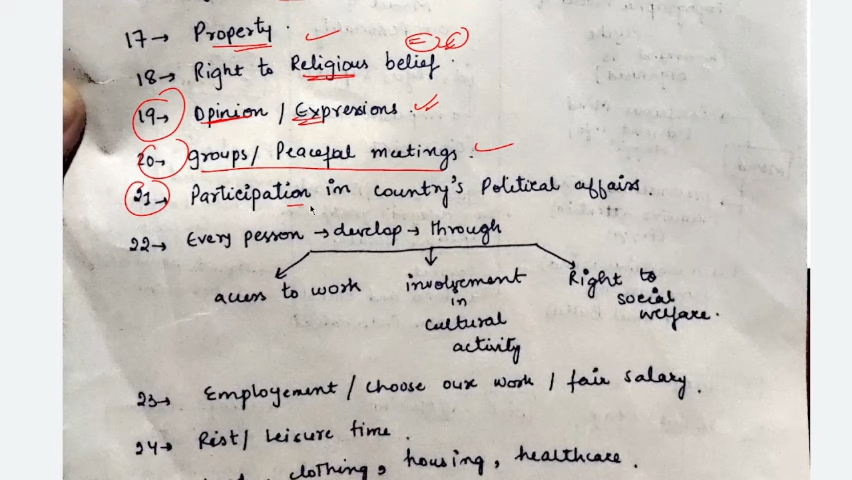 17→ Property.
18→ Right to Religious belief.
19→ Opinion / Expressions.
20→ groups/ Peaceful meetings.
21→ Participation in country's Political affairs.
22→ Every person → develop → through
acess to work
involvement in cultural activity
Right to social welfare.
23→ Employement / choose our work / fair salary.
24→ Rest/ Leisure time.
clothing, housing, healthcare.